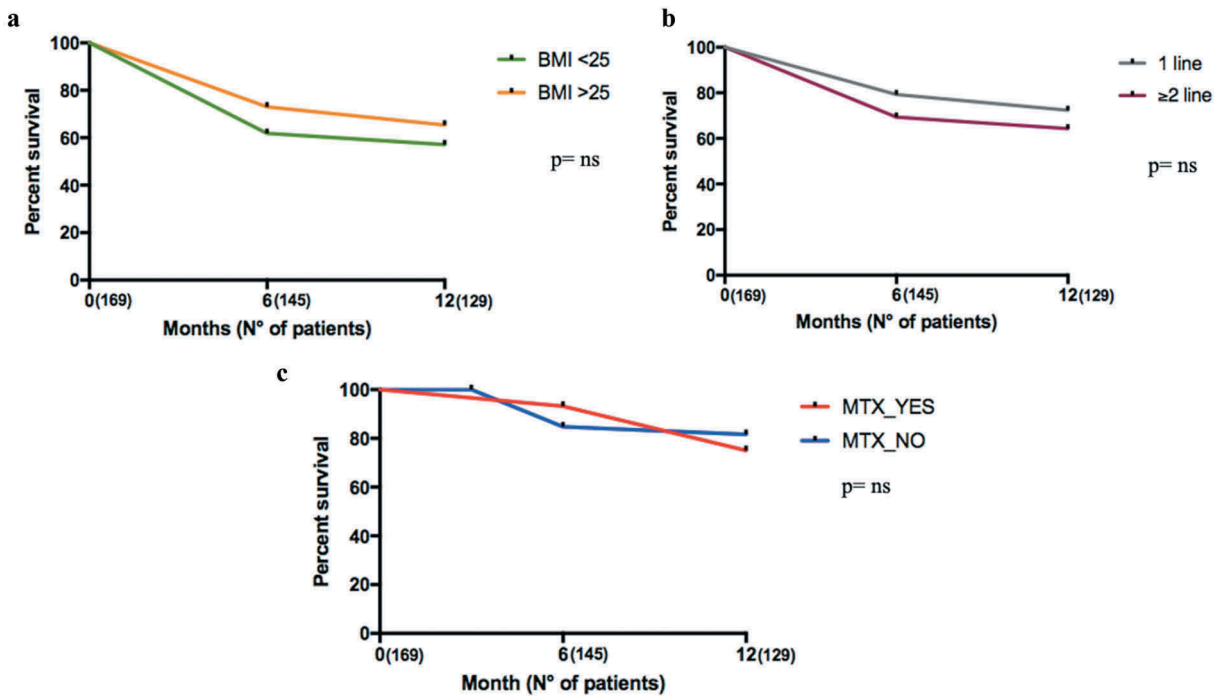 a
100
80
60
40
20
0
Percent survival
0(169) 6(145) 12(129)
Months (N° of patients)
BMI <25
BMI >25
p= ns
b
100
80
60
40
20
0
Percent survival
0(169) 6(145) 12(129)
Months (N° of patients)
1 line
≥2 line
p= ns
c
100
80
60
40
20
0
Percent survival
0(169) 6(145) 12(129)
Month (N° of patients)
MTX_YES
MTX_NO
p= ns